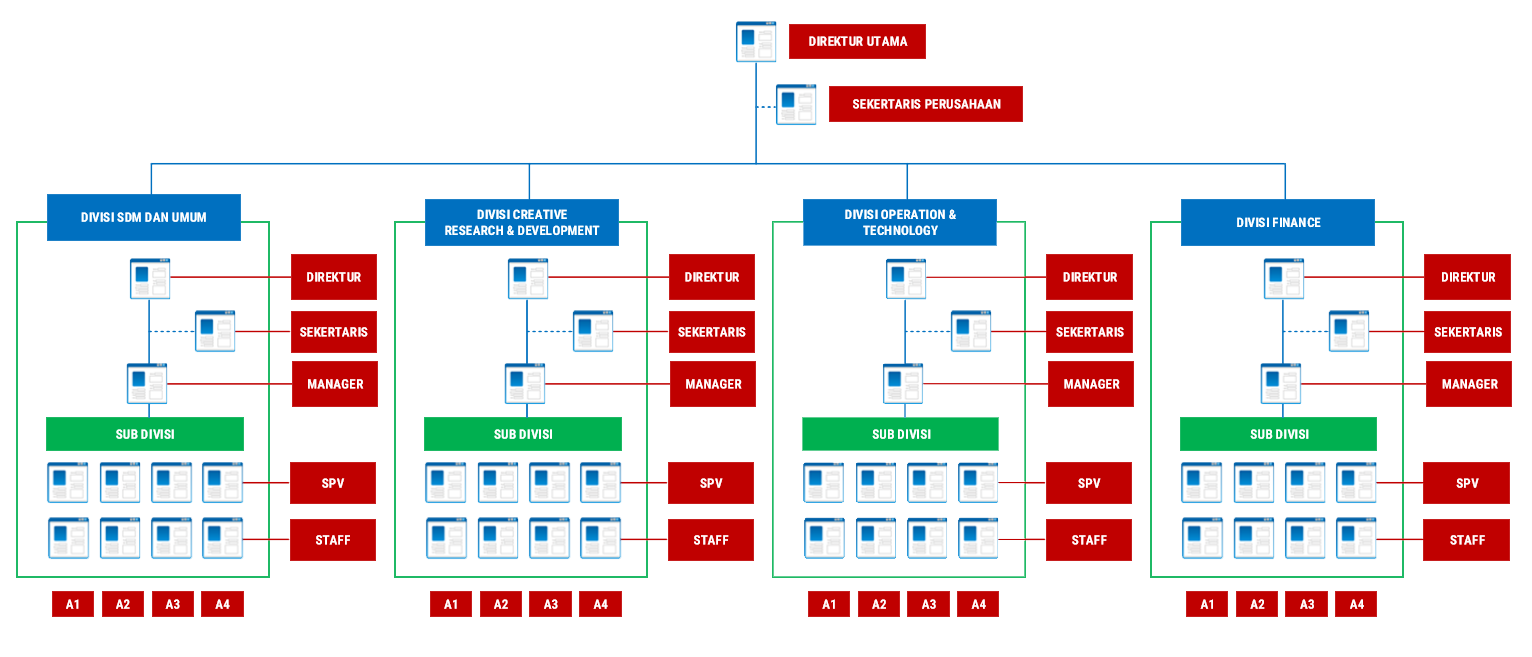 DIREKTUR UTAMA
SEKERTARIS PERUSAHAAN
DIVISI SDM DAN UMUM
DIREKTUR
SEKERTARIS
MANAGER
SUB DIVISI
SPV
STAFF
A1 A2 A3 A4
DIVISI CREATIVE
RESEARCH & DEVELOPMENT
DIREKTUR
SEKERTARIS
MANAGER
SUB DIVISI
SPV
STAFF
A1 A2 A3 A4
DIVISI OPERATION &
TECHNOLOGY
DIREKTUR
SEKERTARIS
MANAGER
SUB DIVISI
SPV
STAFF
A1 A2 A3 A4
DIVISI FINANCE
DIREKTUR
SEKERTARIS
MANAGER
SUB DIVISI
SPV
STAFF
A1 A2 A3 A4